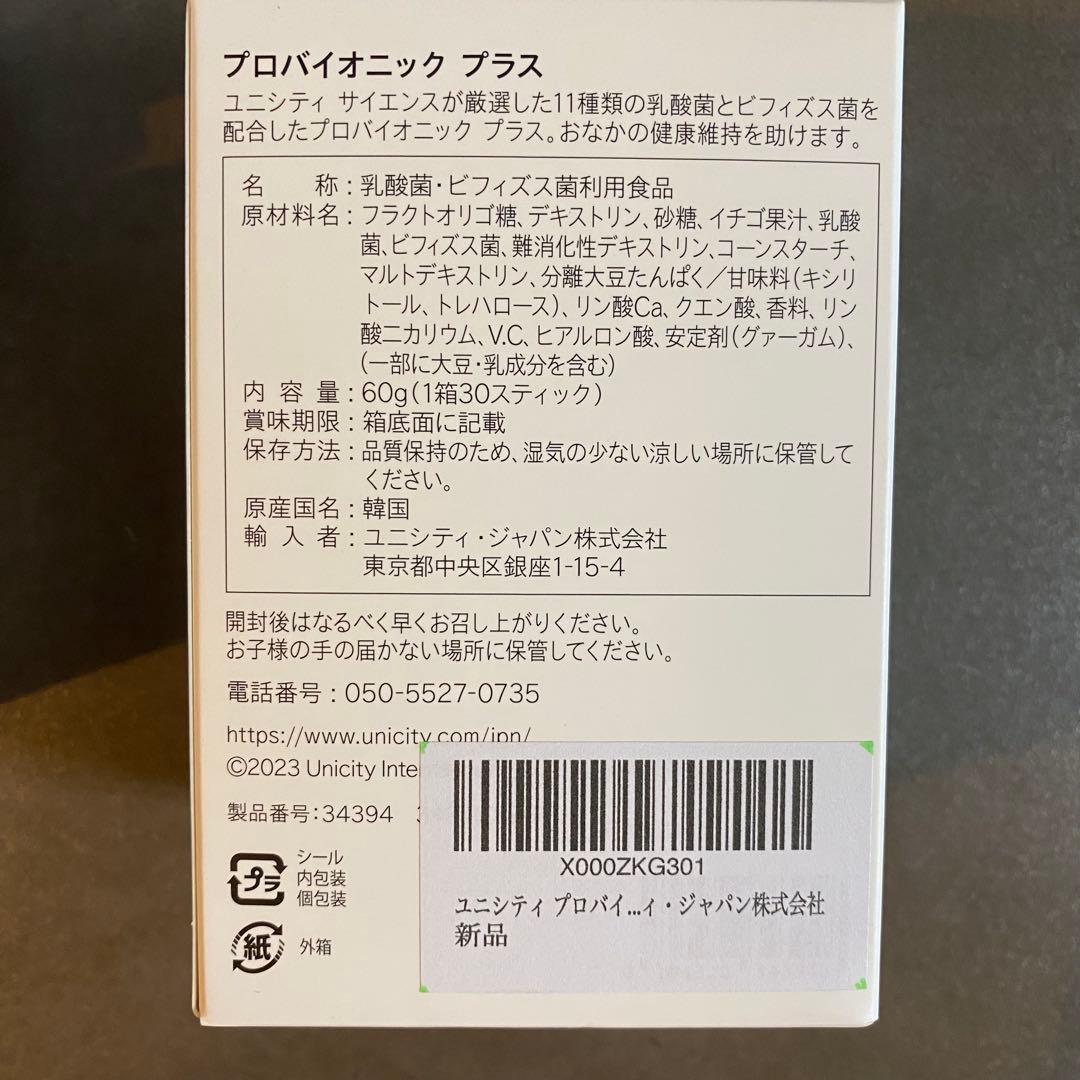 プロバイオニック プラス
ユニシティ サイエンスが厳選した11種類の乳酸菌とビフィズス菌を
配合したプロバイオニック プラス。おなかの健康維持を助けます。
名　　称：乳酸菌・ビフィズス菌利用食品
原材料名：フラクトオリゴ糖、デキストリン、砂糖、イチゴ果汁、乳酸
菌、ビフィズス菌、難消化性デキストリン、コーンスターチ、
マルトデキストリン、分離大豆たんぱく／甘味料（キシリ
トール、トレハロース）、リン酸Ca、クエン酸、香料、リン
酸二カリウム、V.C、ヒアルロン酸、安定剤（グァーガム）、
（一部に大豆・乳成分を含む）
内 容 量：60g（1箱30スティック）
賞味期限：箱底面に記載
保存方法：品質保持のため、湿気の少ない涼しい場所に保管して
ください。
原産国名：韓国
輸 入 者：ユニシティ・ジャパン株式会社
東京都中央区銀座1-15-4
開封後はなるべく早くお召し上がりください。
お子様の手の届かない場所に保管してください。
電話番号：050-5527-0735
https://www.unicity.com/jpn/
©2023 Unicity
製品番号：34394
プラ
シール
内包装
個包装
紙
外箱
X000ZKG301
ユニシティ プロバイ...ィ・ジャパン株式会社
新品